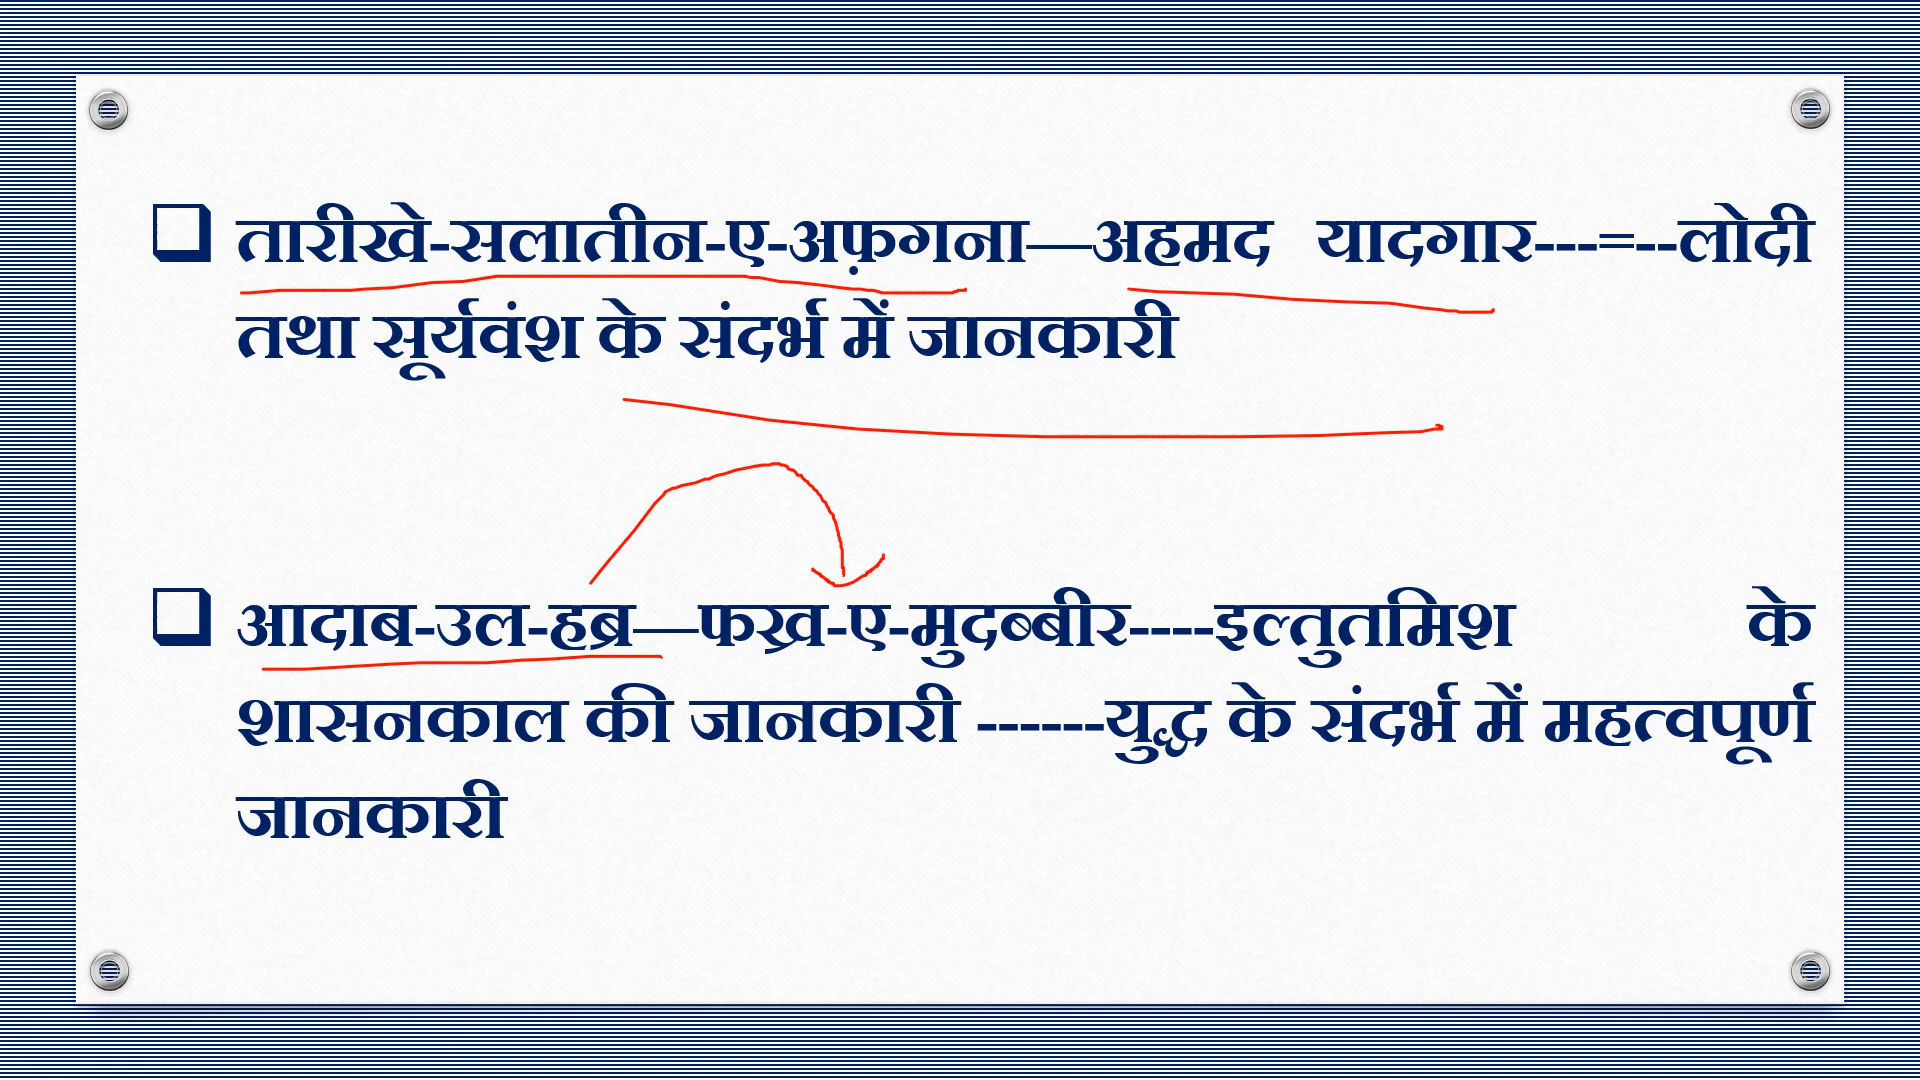 तारीखे-सलातीन-ए-अफ़गना—अहमद यादगार---=--लोदी
तथा सूर्यवंश के संदर्भ में जानकारी
आदाब-उल-हब्र—फख्र-ए-मुदब्बीर----इल्तुतमिश के
शासनकाल की जानकारी ------युद्ध के संदर्भ में महत्वपूर्ण
जानकारी